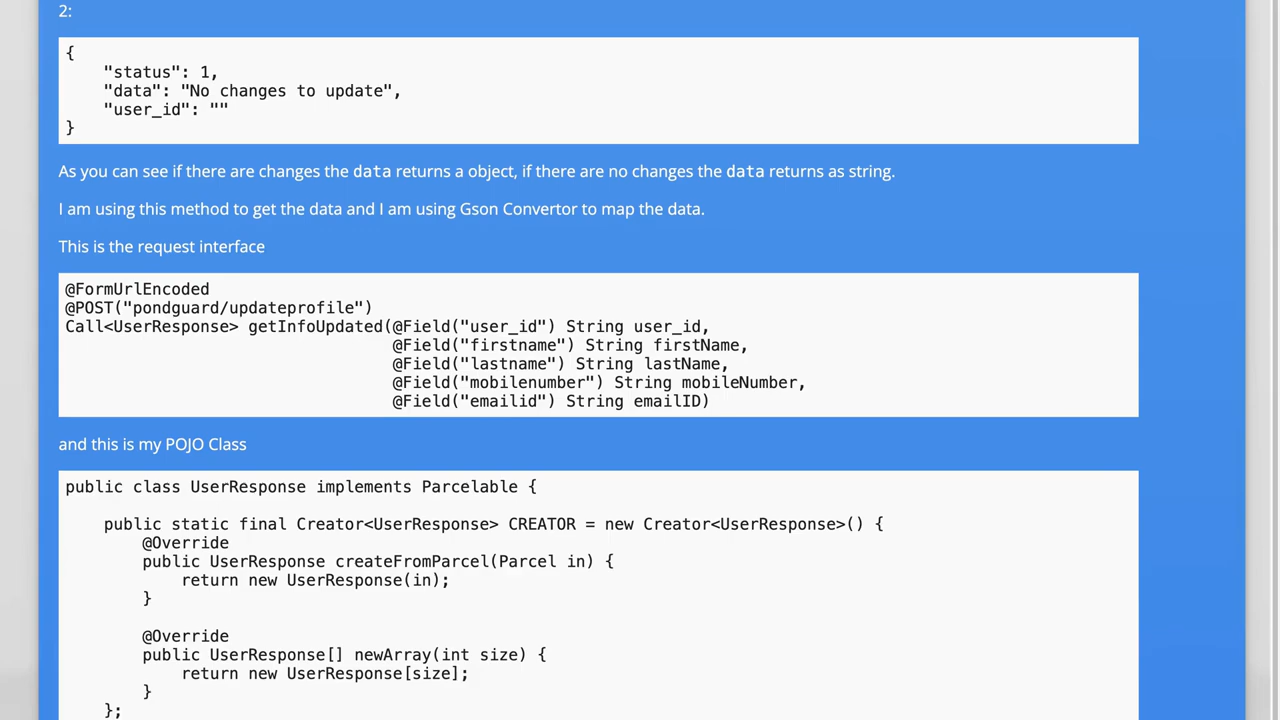 2:
{
    "status": 1,
    "data": "No changes to update",
    "user_id": ""
}
As you can see if there are changes the data returns a object, if there are no changes the data returns as string.
I am using this method to get the data and I am using Gson Convertor to map the data.
This is the request interface
@FormUrlEncoded
@POST("pondguard/updateprofile")
Call<UserResponse> getInfoUpdated(@Field("user_id") String user_id,
                                  @Field("firstname") String firstName,
                                  @Field("lastname") String lastName,
                                  @Field("mobilenumber") String mobileNumber,
                                  @Field("emailid") String emailID)
and this is my POJO Class
public class UserResponse implements Parcelable {
    public static final Creator<UserResponse> CREATOR = new Creator<UserResponse>() {
        @Override
        public UserResponse createFromParcel(Parcel in) {
            return new UserResponse(in);
        }
        @Override
        public UserResponse[] newArray(int size) {
            return new UserResponse[size];
        }
    };